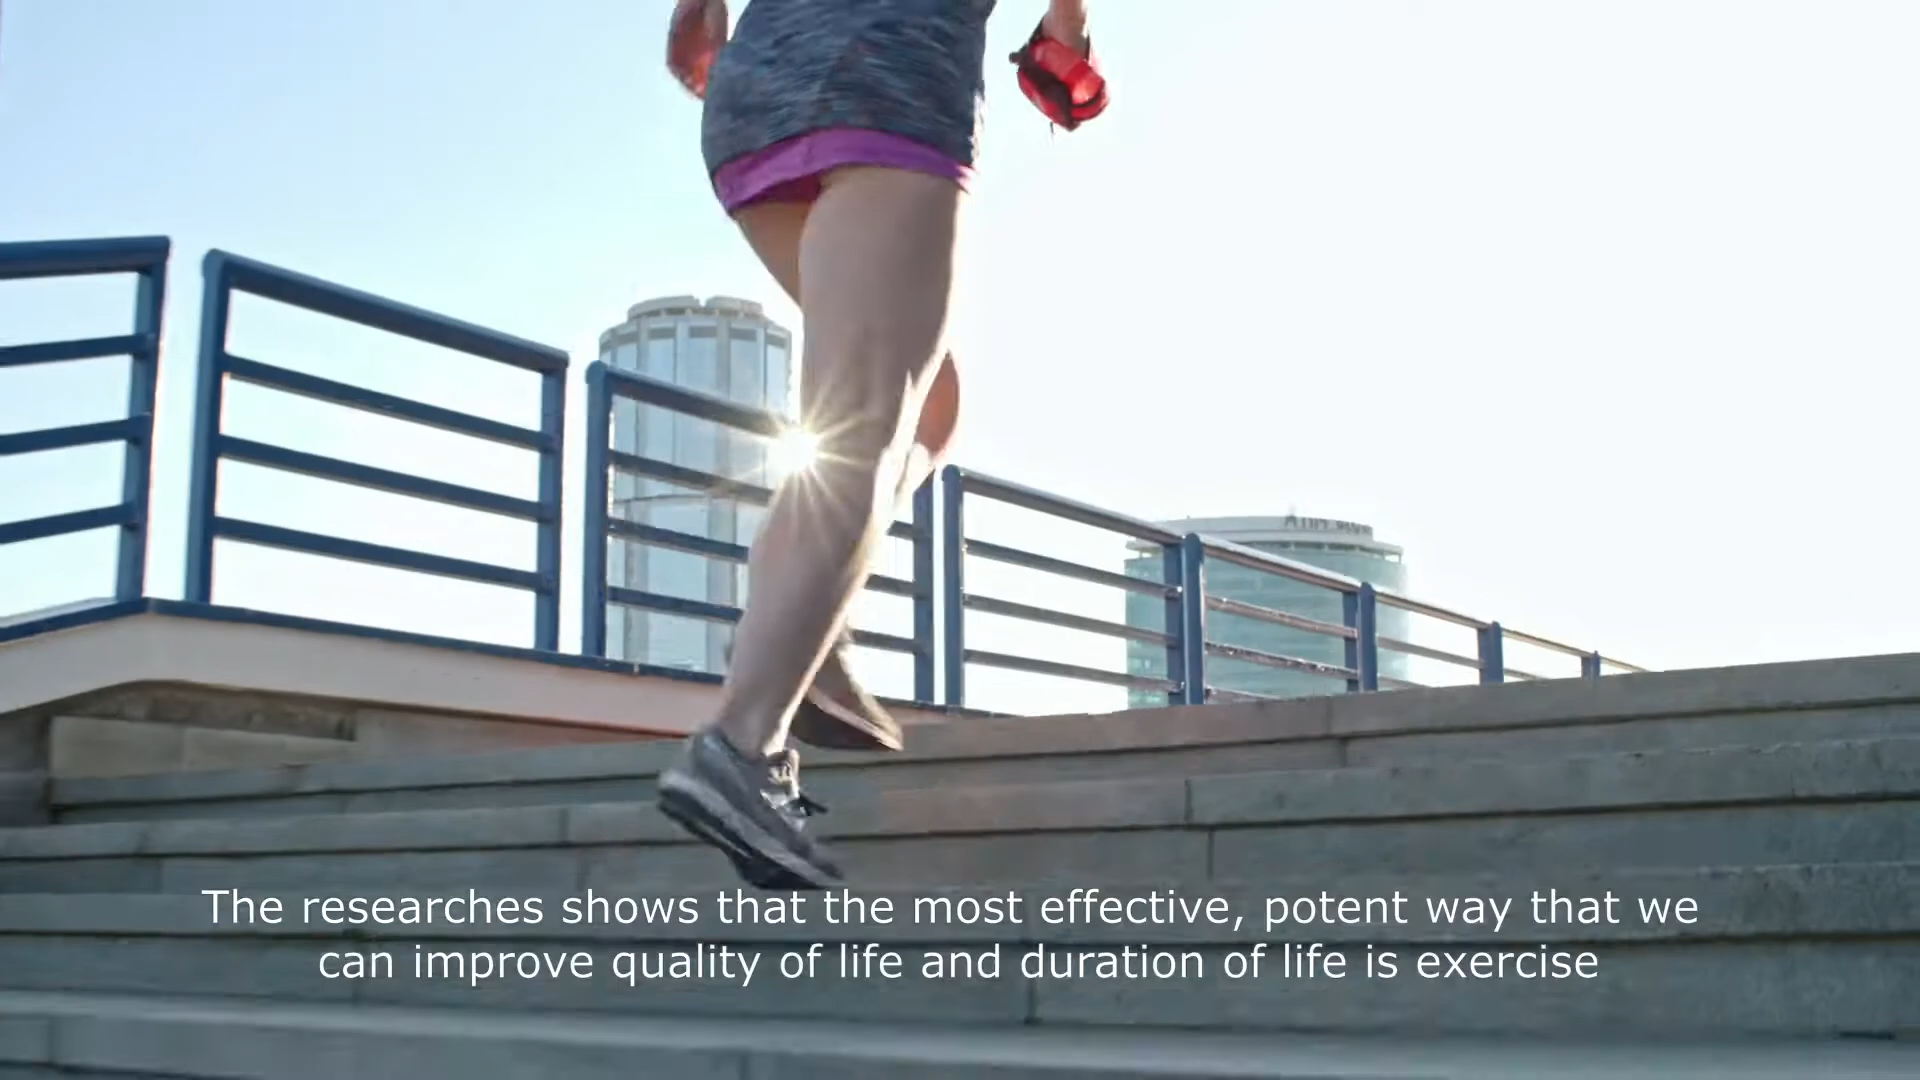 The researches shows that the most effective, potent way that we
can improve quality of life and duration of life is exercise